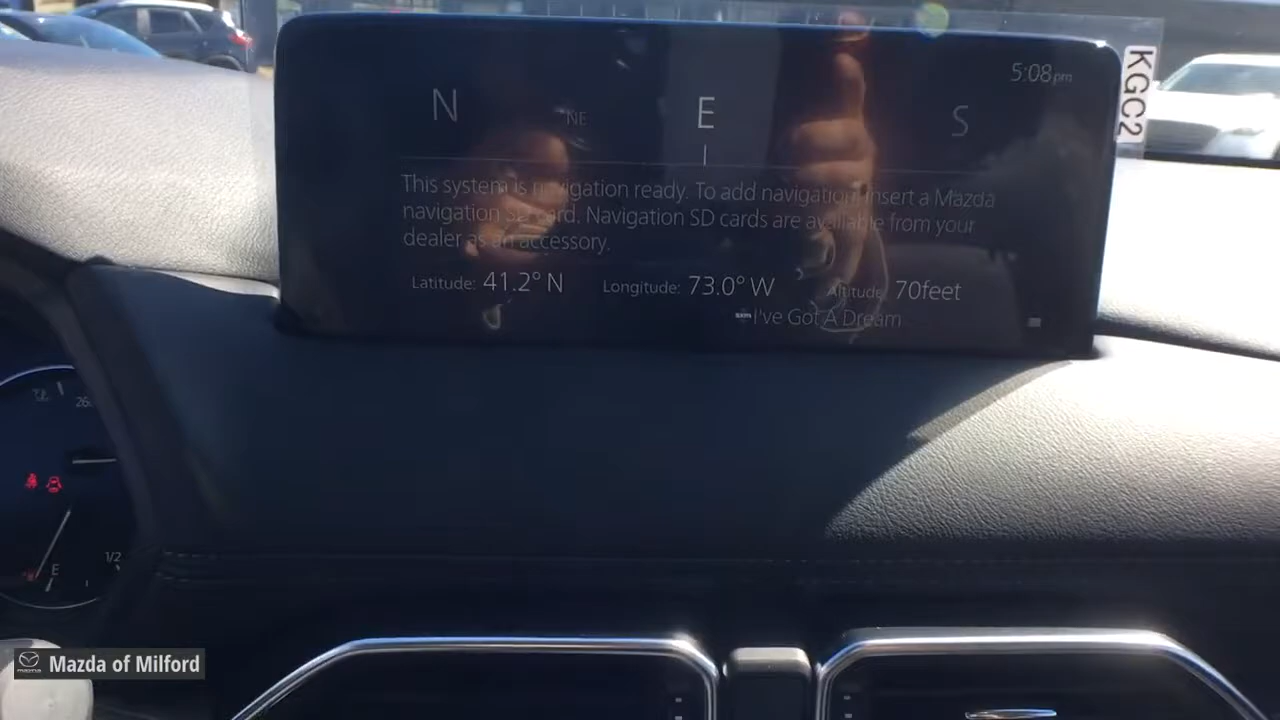 5:08pm
N NE E S
KGC2
This system is navigation ready. To add navigation, insert a Mazda
navigation SD card. Navigation SD cards are available from your
dealer as an accessory.
Latitude: 41.2° N Longitude: 73.0° W Altitude: 70feet
I've Got A Dream
1/2
E
Mazda of Milford